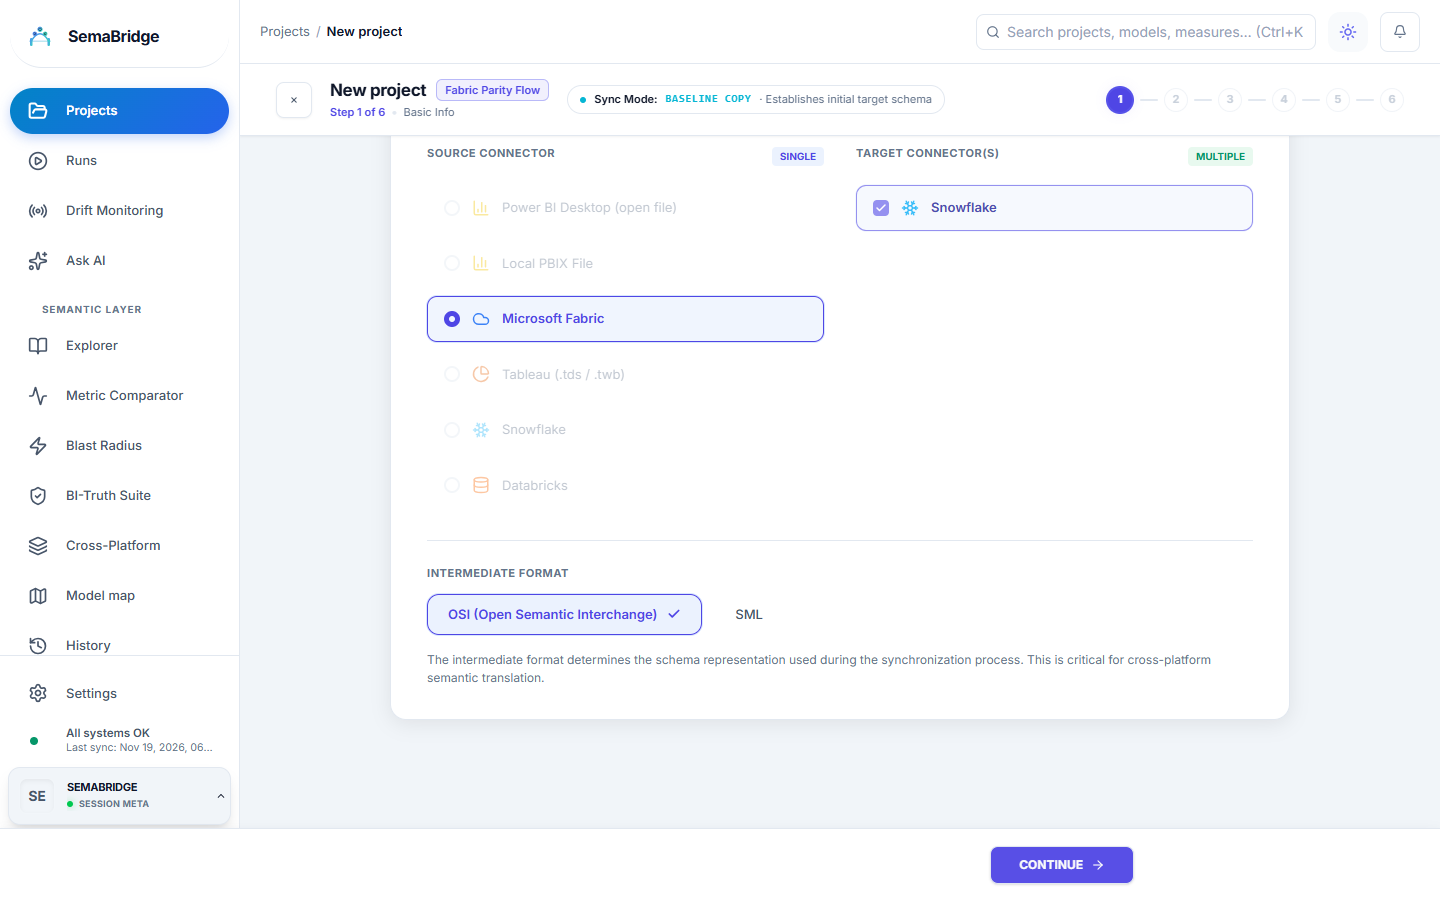 SemaBridge
Projects
Runs
Drift Monitoring
Ask AI
SEMANTIC LAYER
Explorer
Metric Comparator
Blast Radius
BI-Truth Suite
Cross-Platform
Model map
History
Settings
All systems OK
Last sync: Nov 19, 2026, 06...
SE
SEMABRIDGE
SESSION META
Projects / New project
Search projects, models, measures... (Ctrl+K
New project
Fabric Parity Flow
Step 1 of 6
Basic Info
Sync Mode: BASELINE COPY · Establishes initial target schema
1
2
3
4
5
6
SOURCE CONNECTOR
SINGLE
Power BI Desktop (open file)
Local PBIX File
Microsoft Fabric
Tableau (.tds / .twb)
Snowflake
Databricks
TARGET CONNECTOR(S)
MULTIPLE
Snowflake
INTERMEDIATE FORMAT
OSI (Open Semantic Interchange)
SML
The intermediate format determines the schema representation used during the synchronization process. This is critical for cross-platform
semantic translation.
CONTINUE